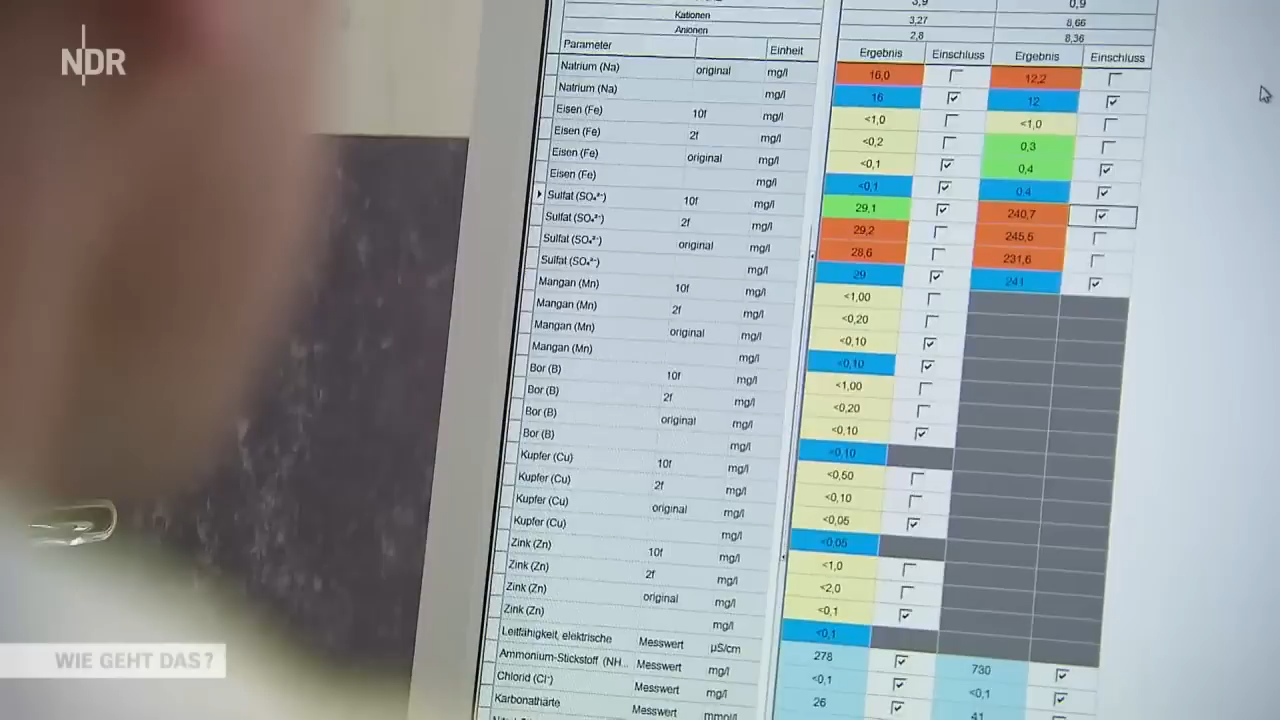 NDR
3,9 0,9
Kationen 3,27 8,66
Anionen 2,8 8,36
Parameter Einheit Ergebnis Einschluss Ergebnis Einschluss
Natrium (Na) original mg/l 16,0 12,2
Natrium (Na) mg/l 16 12
Eisen (Fe) 10f mg/l <1,0 <1,0
Eisen (Fe) 2f mg/l <0,2 0,3
Eisen (Fe) original mg/l <0,1 0,4
Eisen (Fe) mg/l <0,1 0,4
Sulfat (SO₄²⁻) 10f mg/l 29,1 240,7
Sulfat (SO₄²⁻) 2f mg/l 29,2 245,5
Sulfat (SO₄²⁻) original mg/l 28,6 231,6
Sulfat (SO₄²⁻) mg/l 29 241
Mangan (Mn) 10f mg/l <1,00
Mangan (Mn) 2f mg/l <0,20
Mangan (Mn) original mg/l <0,10
Mangan (Mn) mg/l <0,10
Bor (B) 10f mg/l <1,00
Bor (B) 2f mg/l <0,20
Bor (B) original mg/l <0,10
Bor (B) mg/l <0,10
Kupfer (Cu) 10f mg/l <0,50
Kupfer (Cu) 2f mg/l <0,10
Kupfer (Cu) original mg/l <0,05
Kupfer (Cu) mg/l <0,05
Zink (Zn) 10f mg/l <1,0
Zink (Zn) 2f mg/l <2,0
Zink (Zn) original mg/l <0,1
Zink (Zn) mg/l <0,1
Leitfähigkeit, elektrische Messwert µS/cm 278 730
Ammonium-Stickstoff (NH... Messwert mg/l <0,1 <0,1
Chlorid (Cl⁻) Messwert mg/l 26 41
Karbonathärte Messwert mmol/l
WIE GEHT DAS?